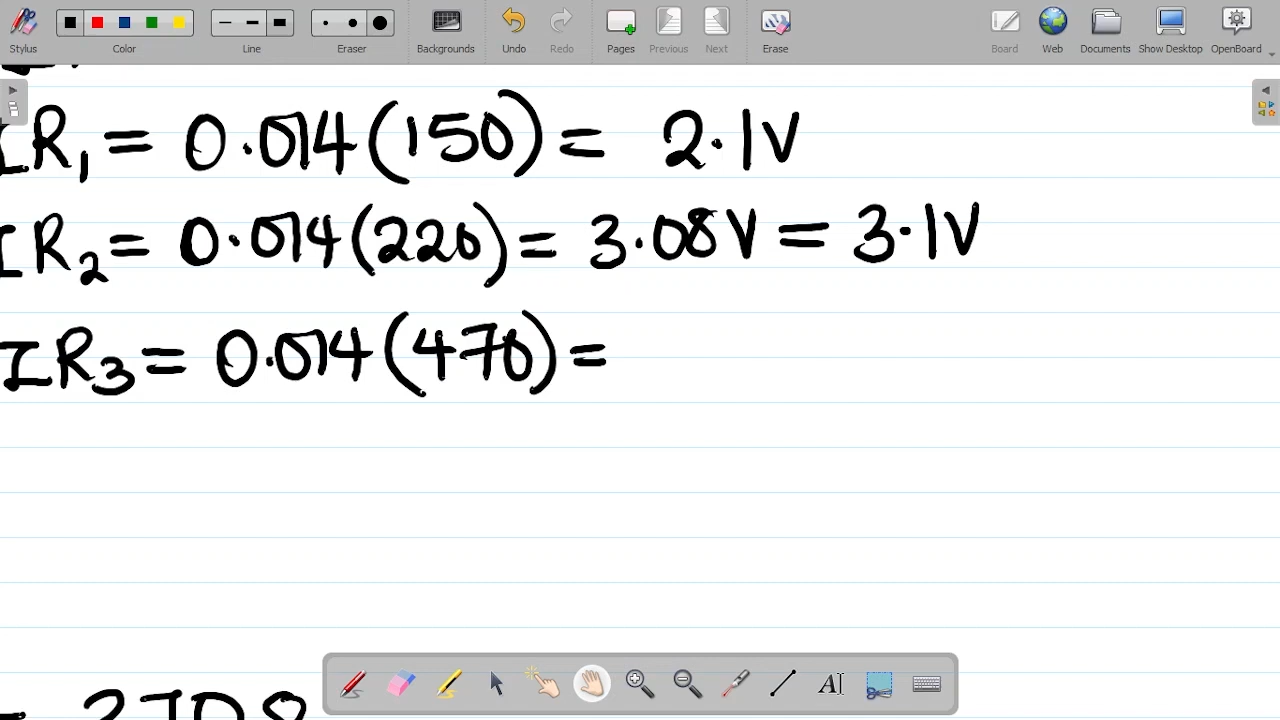 Stylus Color Line Eraser Backgrounds Undo Redo Pages Previous Next Erase Board Web Documents Show Desktop OpenBoard
IR1 = 0.014(150) = 2.1V
IR2 = 0.014(220) = 3.08V = 3.1V
IR3 = 0.014(470) =
= 2708